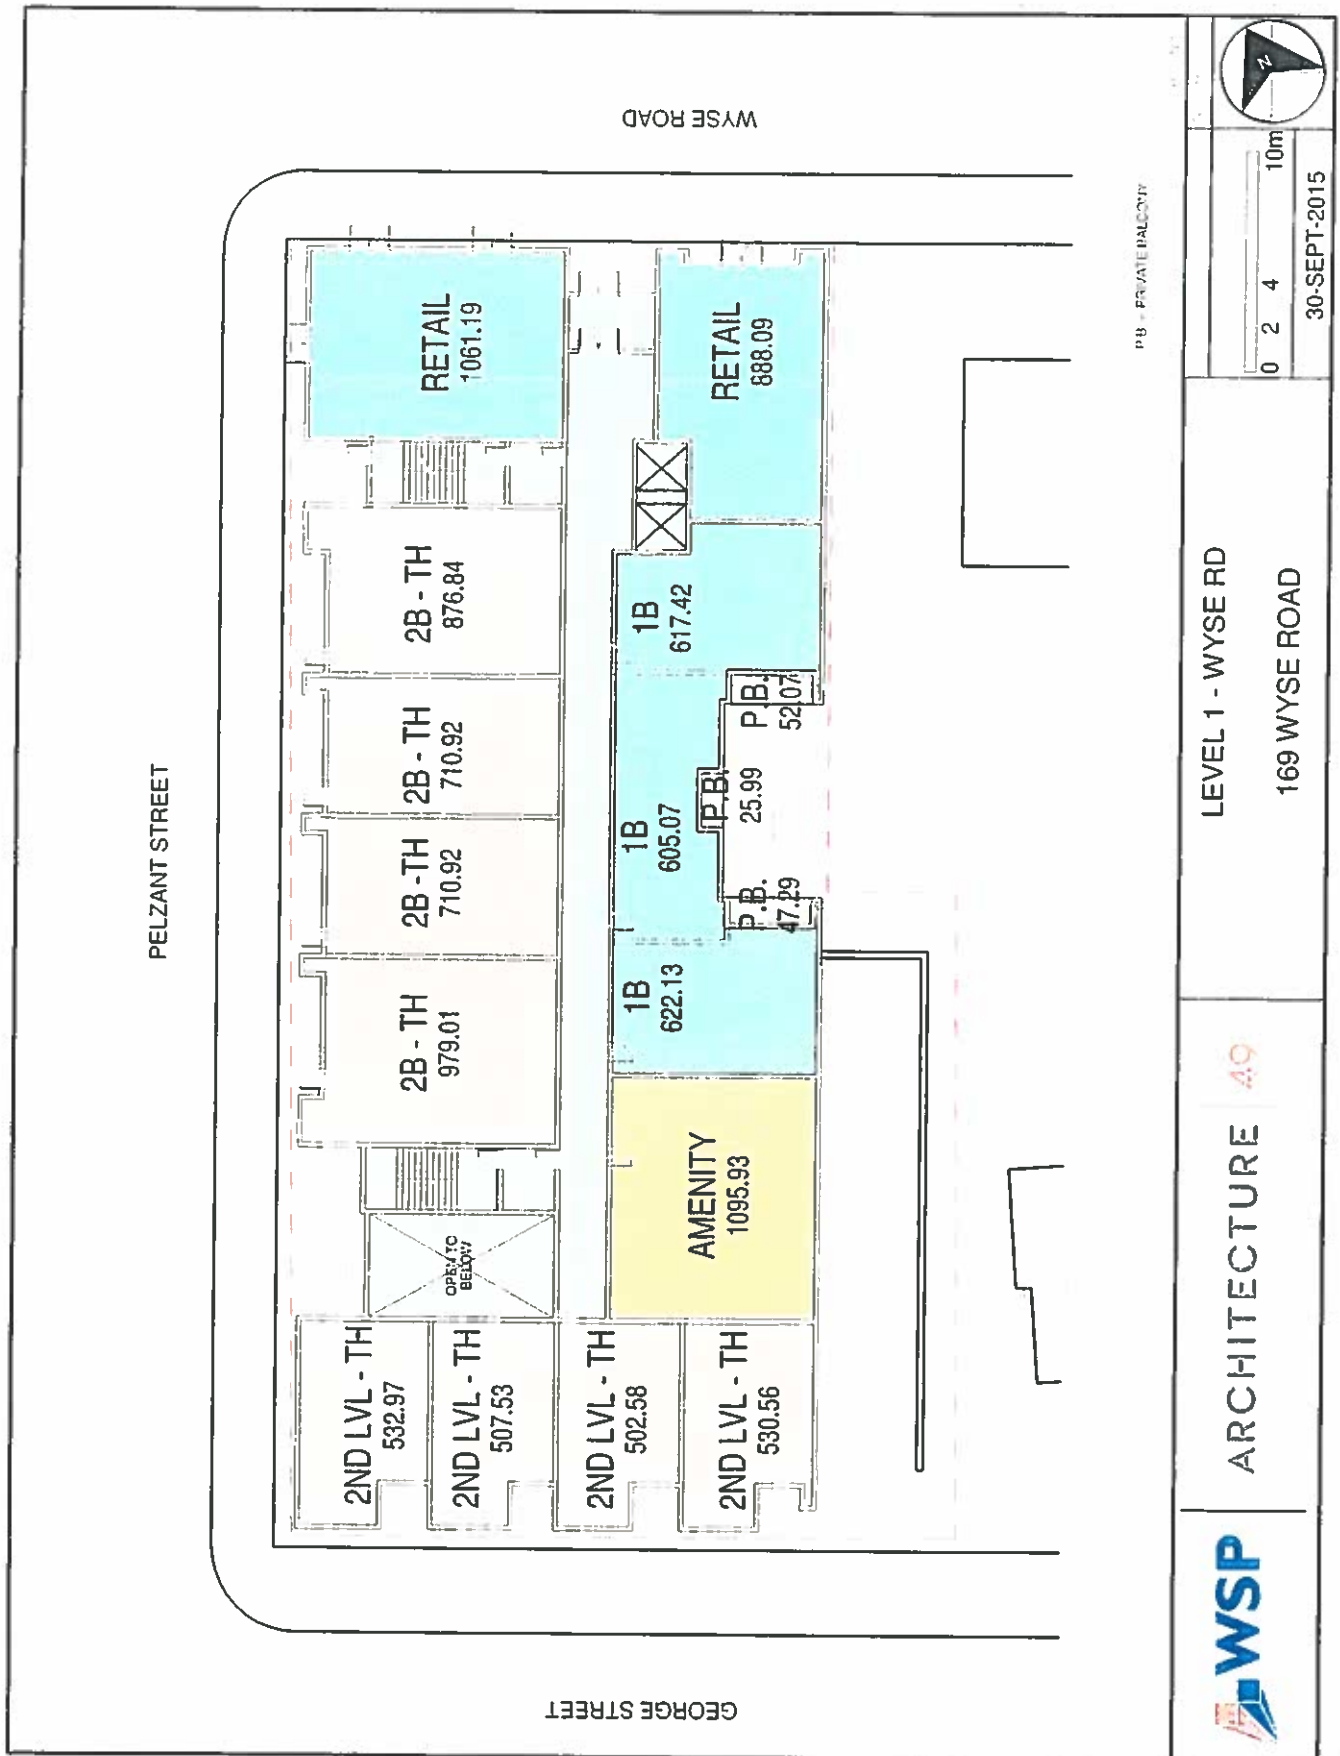 PELZANT STREET
GEORGE STREET
WYSE ROAD
2ND LVL - TH
532.97
2ND LVL - TH
507.53
2ND LVL - TH
502.58
2ND LVL - TH
530.56
OPEN TO
BELOW
2B - TH
979.01
2B - TH
710.92
2B - TH
710.92
2B - TH
876.84
RETAIL
1061.19
AMENITY
1095.93
1B
622.13
1B
605.07
1B
617.42
RETAIL
888.09
P.B.
47.29
P.B.
25.99
P.B.
52.07
PB - PRIVATE BALCONY
WSP
ARCHITECTURE 49
LEVEL 1 - WYSE RD
169 WYSE ROAD
0 2 4 10m
30-SEPT-2015
N